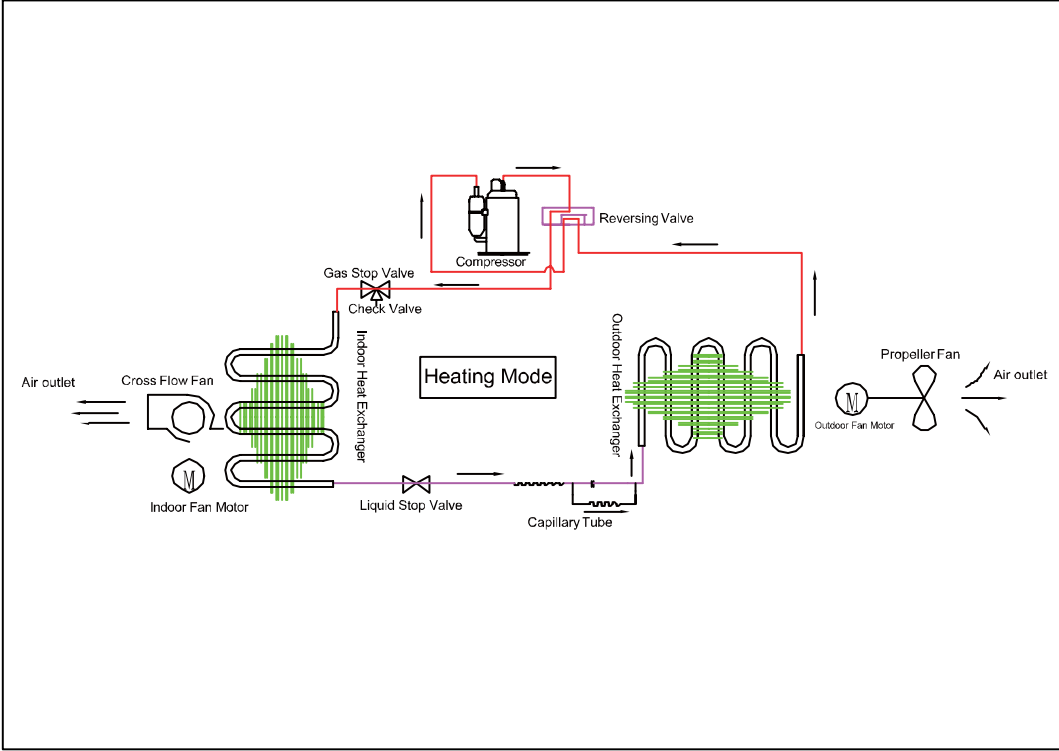 Reversing Valve
Compressor
Gas Stop Valve
Check Valve
Indoor Heat Exchanger
Outdoor Heat Exchanger
Heating Mode
Air outlet
Cross Flow Fan
Propeller Fan
Air outlet
M
Outdoor Fan Motor
M
Indoor Fan Motor
Liquid Stop Valve
Capillary Tube